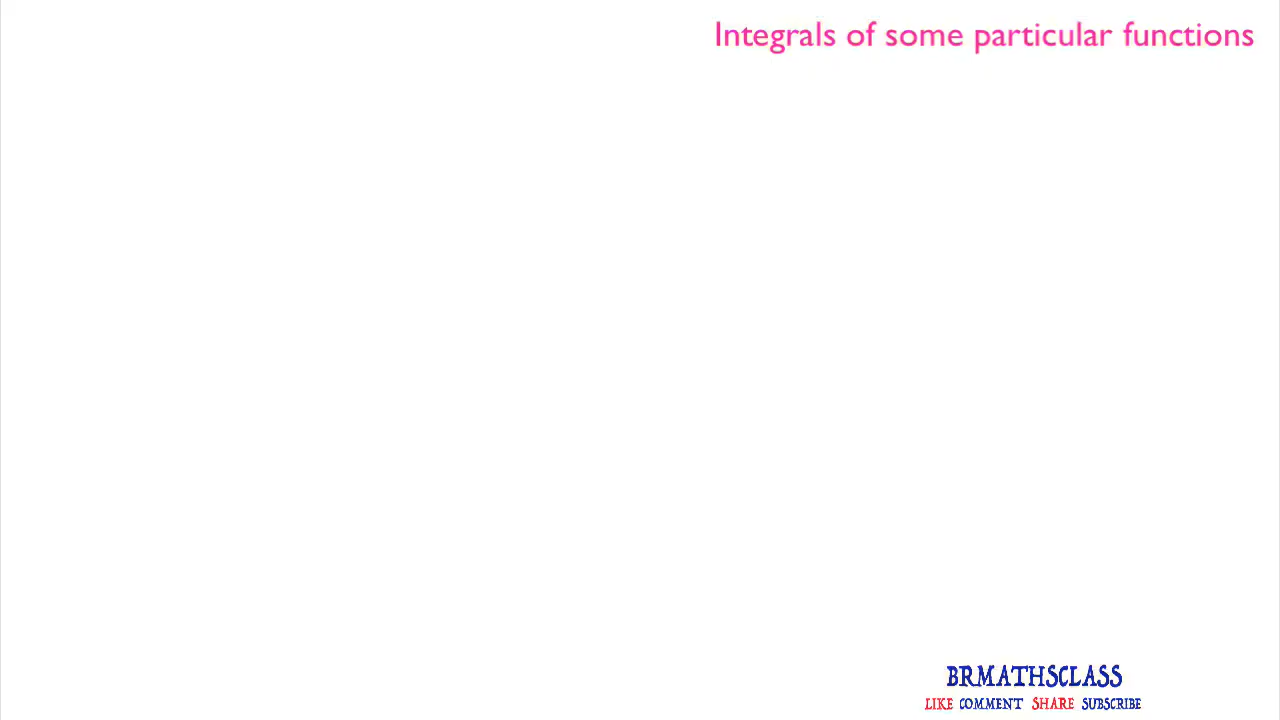 Integrals of some particular functions
BRMATHSCLASS
LIKE COMMENT SHARE SUBSCRIBE